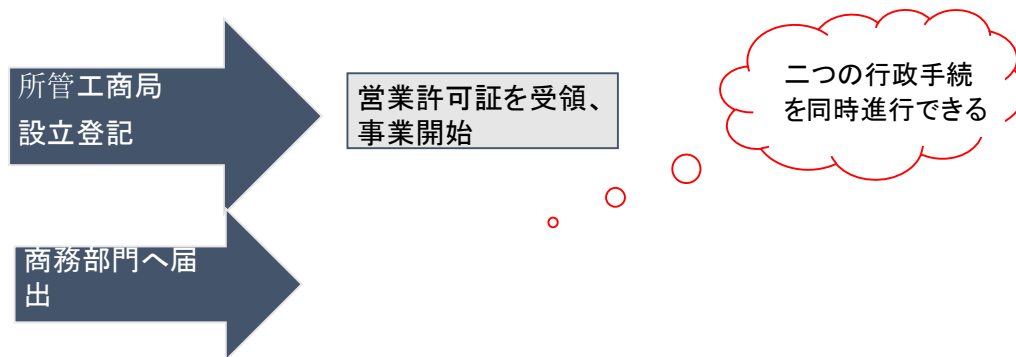 所管工商局
設立登記
営業許可証を受領、
事業開始
二つの行政手続
を同時進行できる
商務部門へ届
出